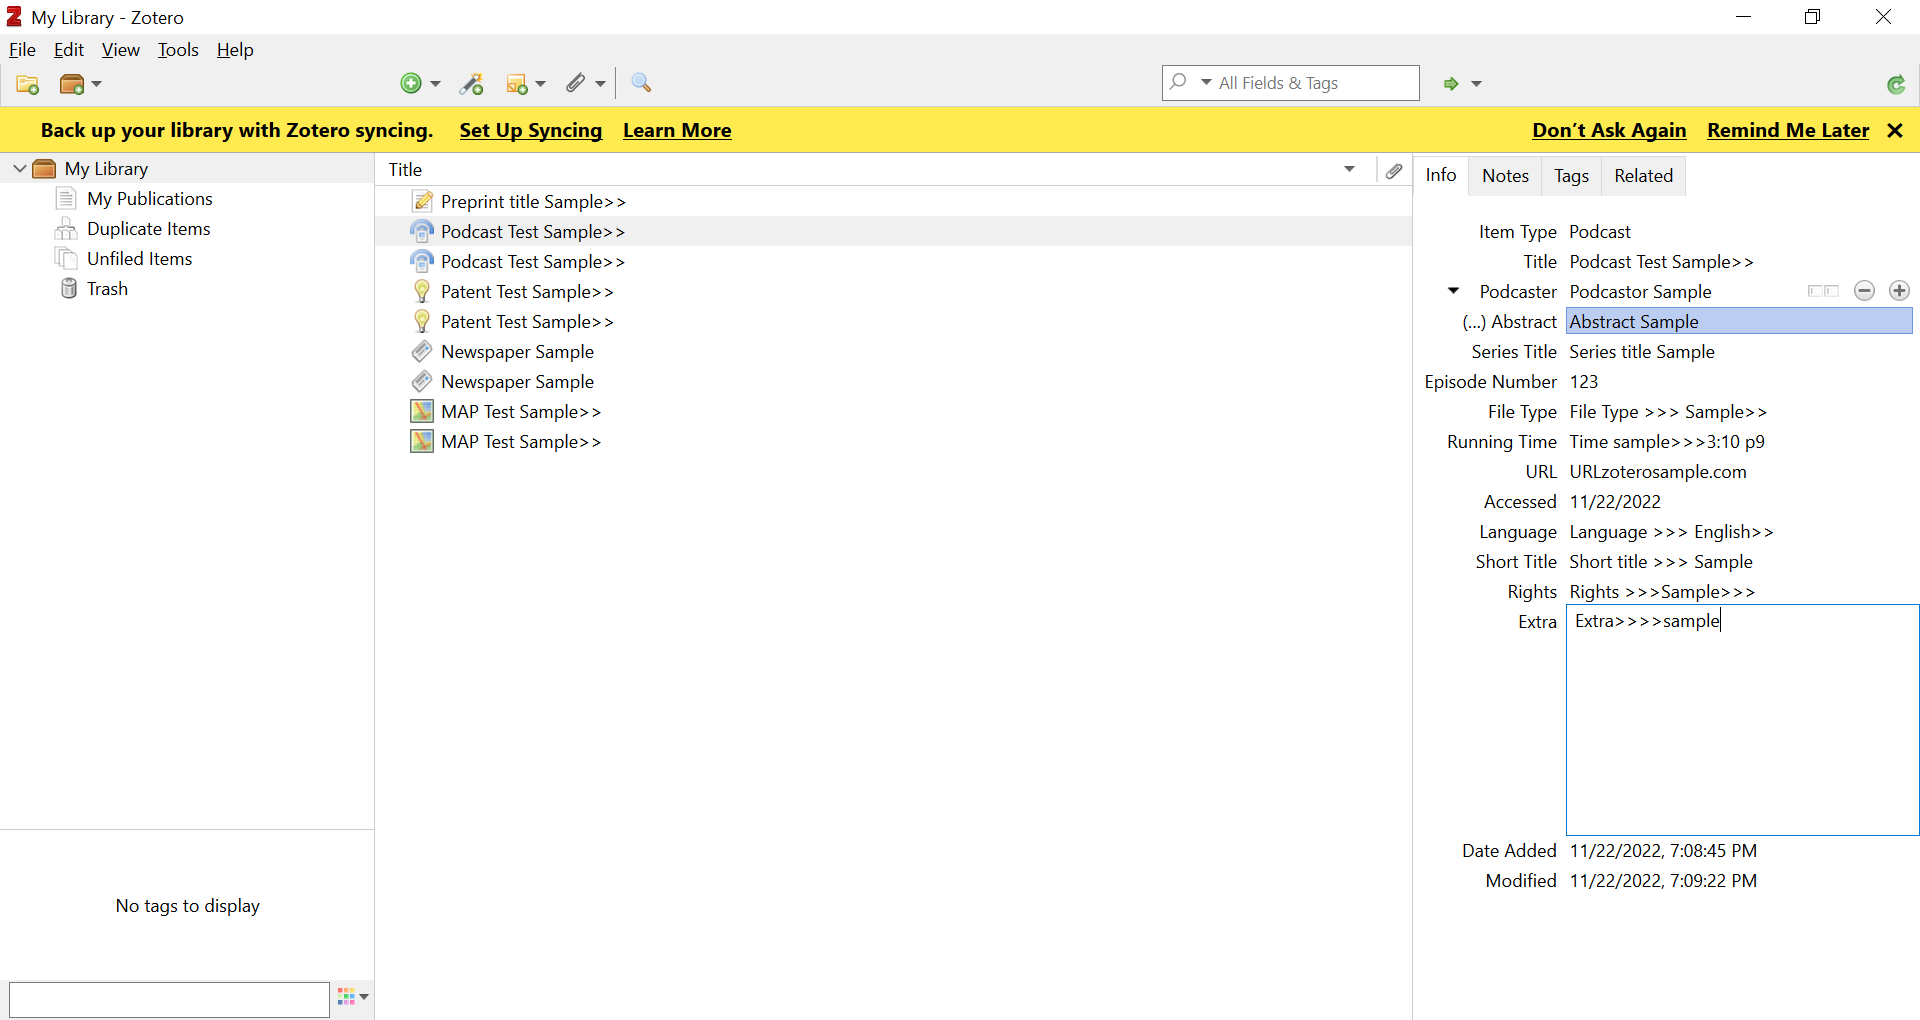 My Library - Zotero
File Edit View Tools Help
All Fields & Tags
Back up your library with Zotero syncing. Set Up Syncing Learn More Don't Ask Again Remind Me Later
My Library
My Publications
Duplicate Items
Unfiled Items
Trash
No tags to display
Title
Preprint title Sample>>
Podcast Test Sample>>
Podcast Test Sample>>
Patent Test Sample>>
Patent Test Sample>>
Newspaper Sample
Newspaper Sample
MAP Test Sample>>
MAP Test Sample>>
Info Notes Tags Related
Item Type Podcast
Title Podcast Test Sample>>
Podcaster Podcastor Sample
(...) Abstract Abstract Sample
Series Title Series title Sample
Episode Number 123
File Type File Type >>> Sample>>
Running Time Time sample>>>3:10 p9
URL URLzoterosample.com
Accessed 11/22/2022
Language Language >>> English>>
Short Title Short title >>> Sample
Rights Rights >>>Sample>>>
Extra Extra>>>>sample
Date Added 11/22/2022, 7:08:45 PM
Modified 11/22/2022, 7:09:22 PM